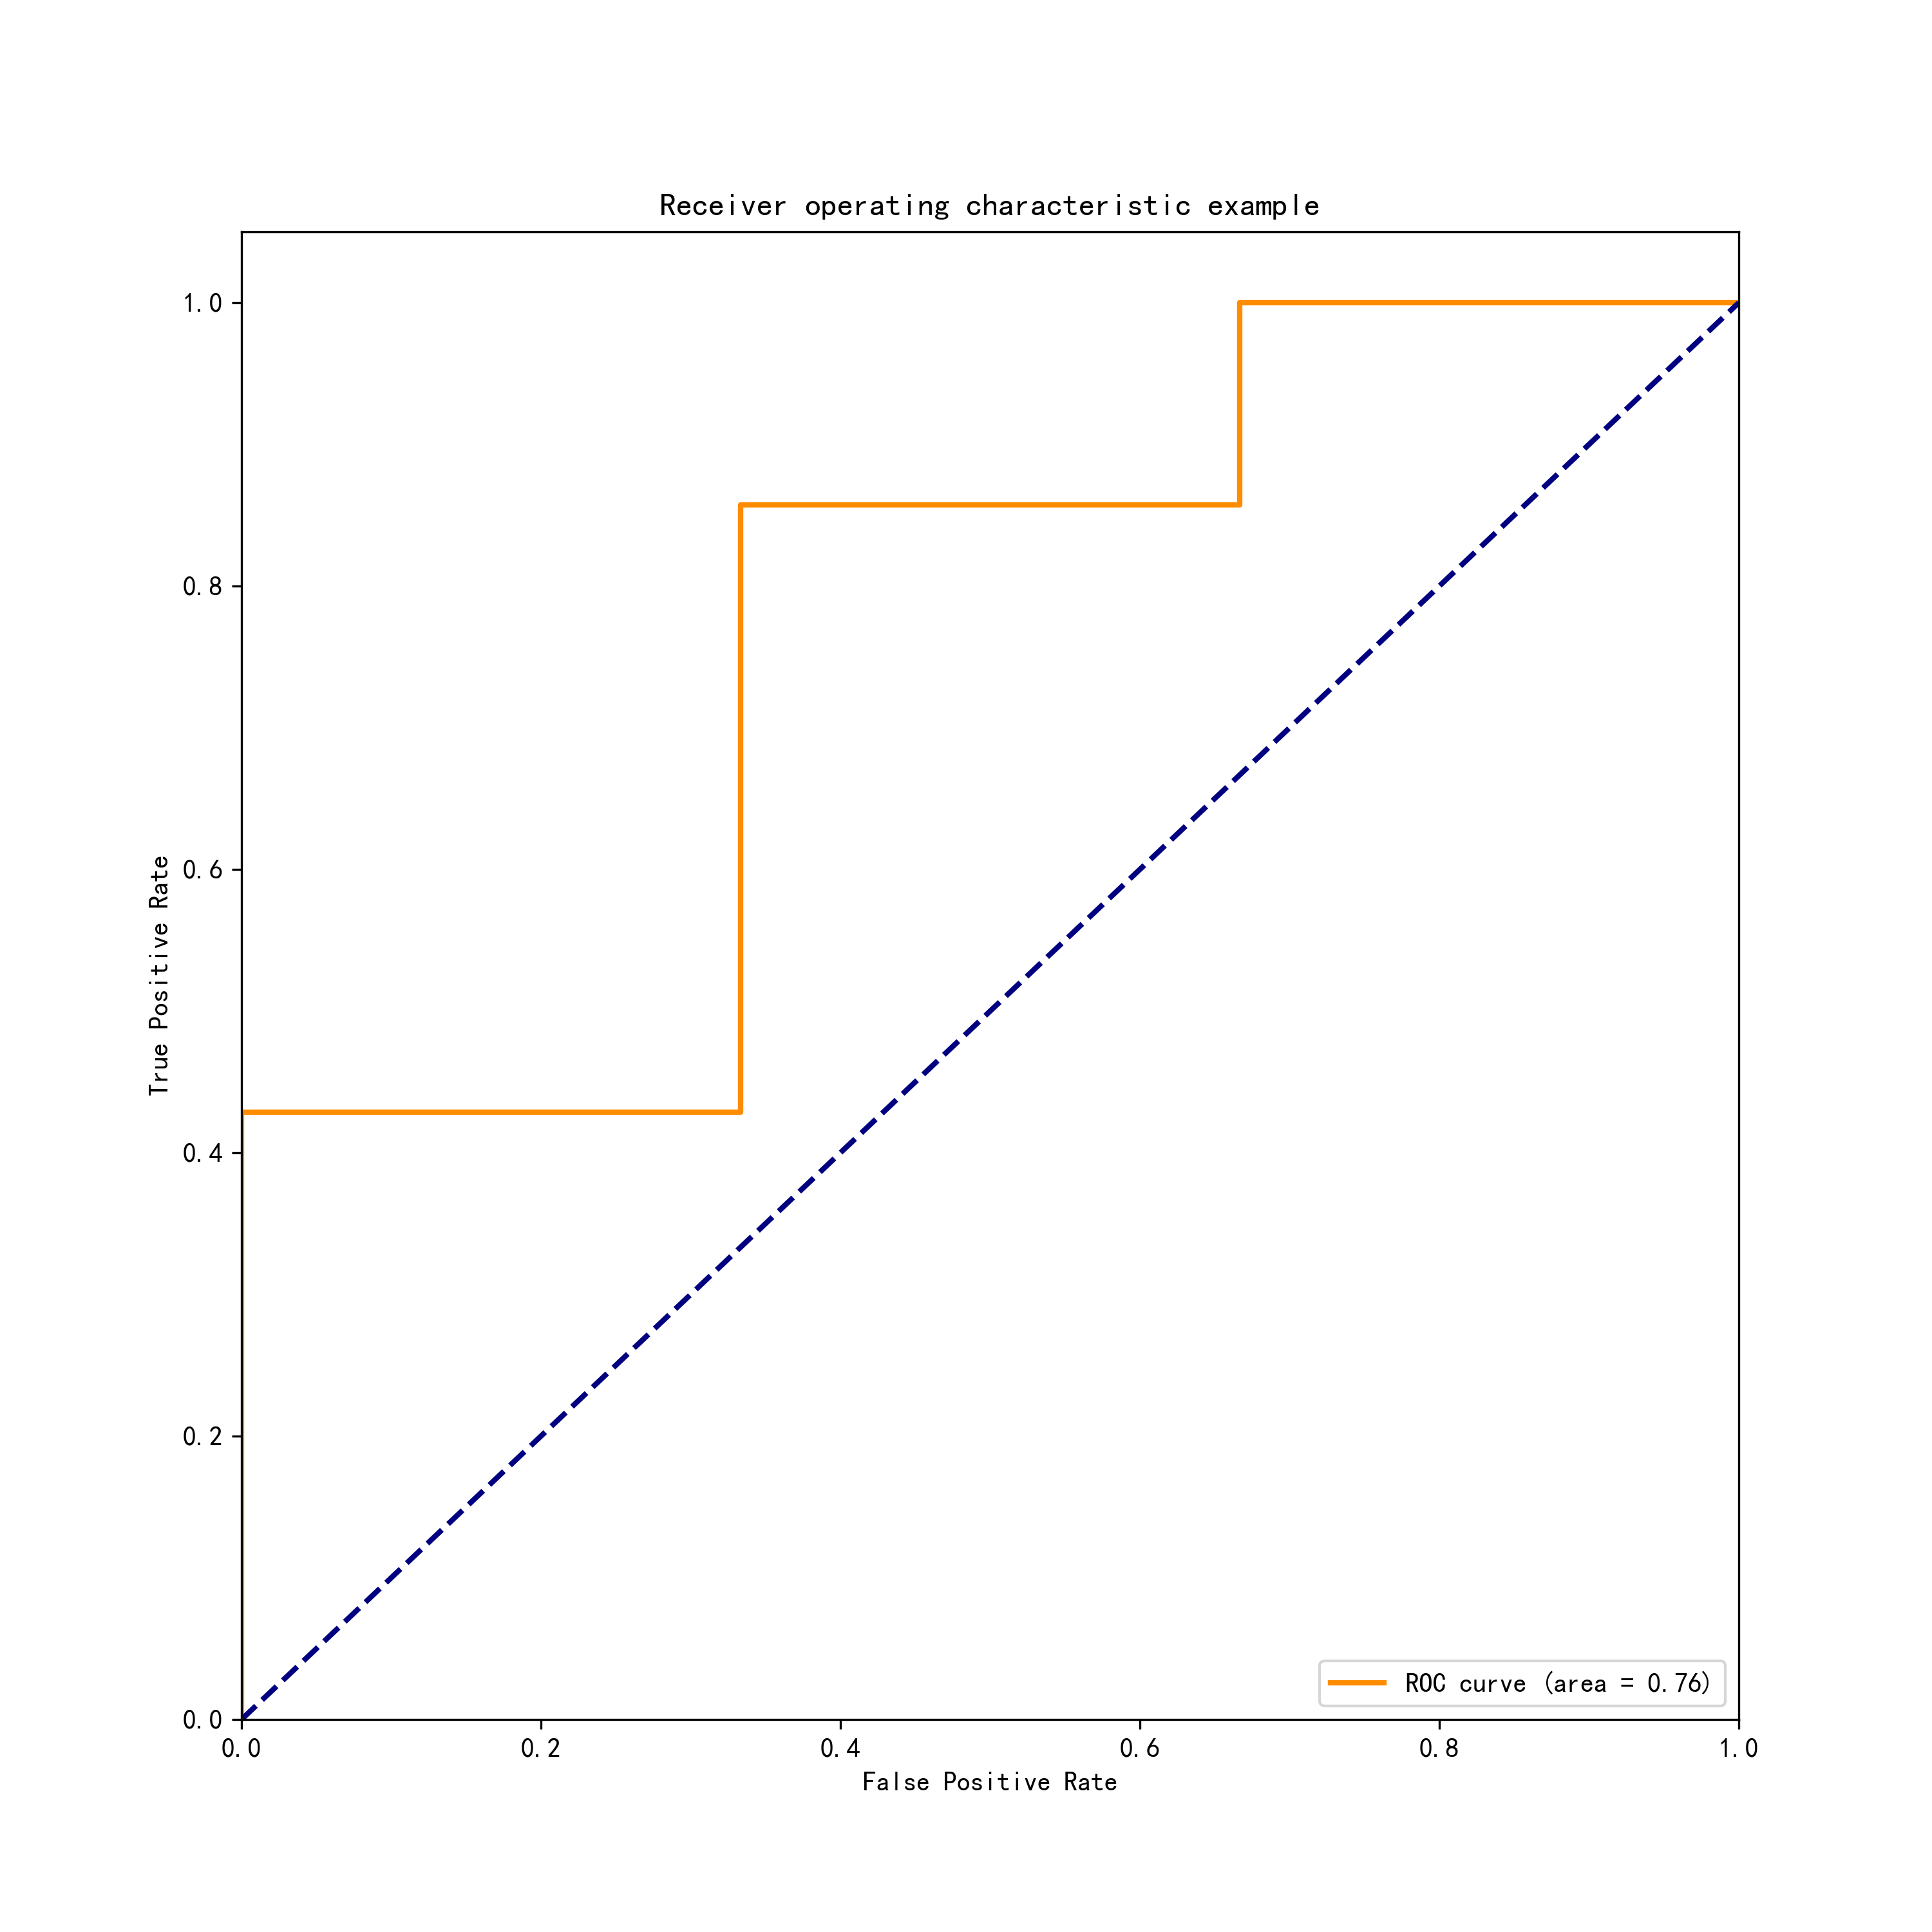 Receiver operating characteristic example
1.0
0.8
0.6
0.4
0.2
0.0
True Positive Rate
ROC curve (area = 0.76)
0.0 0.2 0.4 0.6 0.8 1.0
False Positive Rate